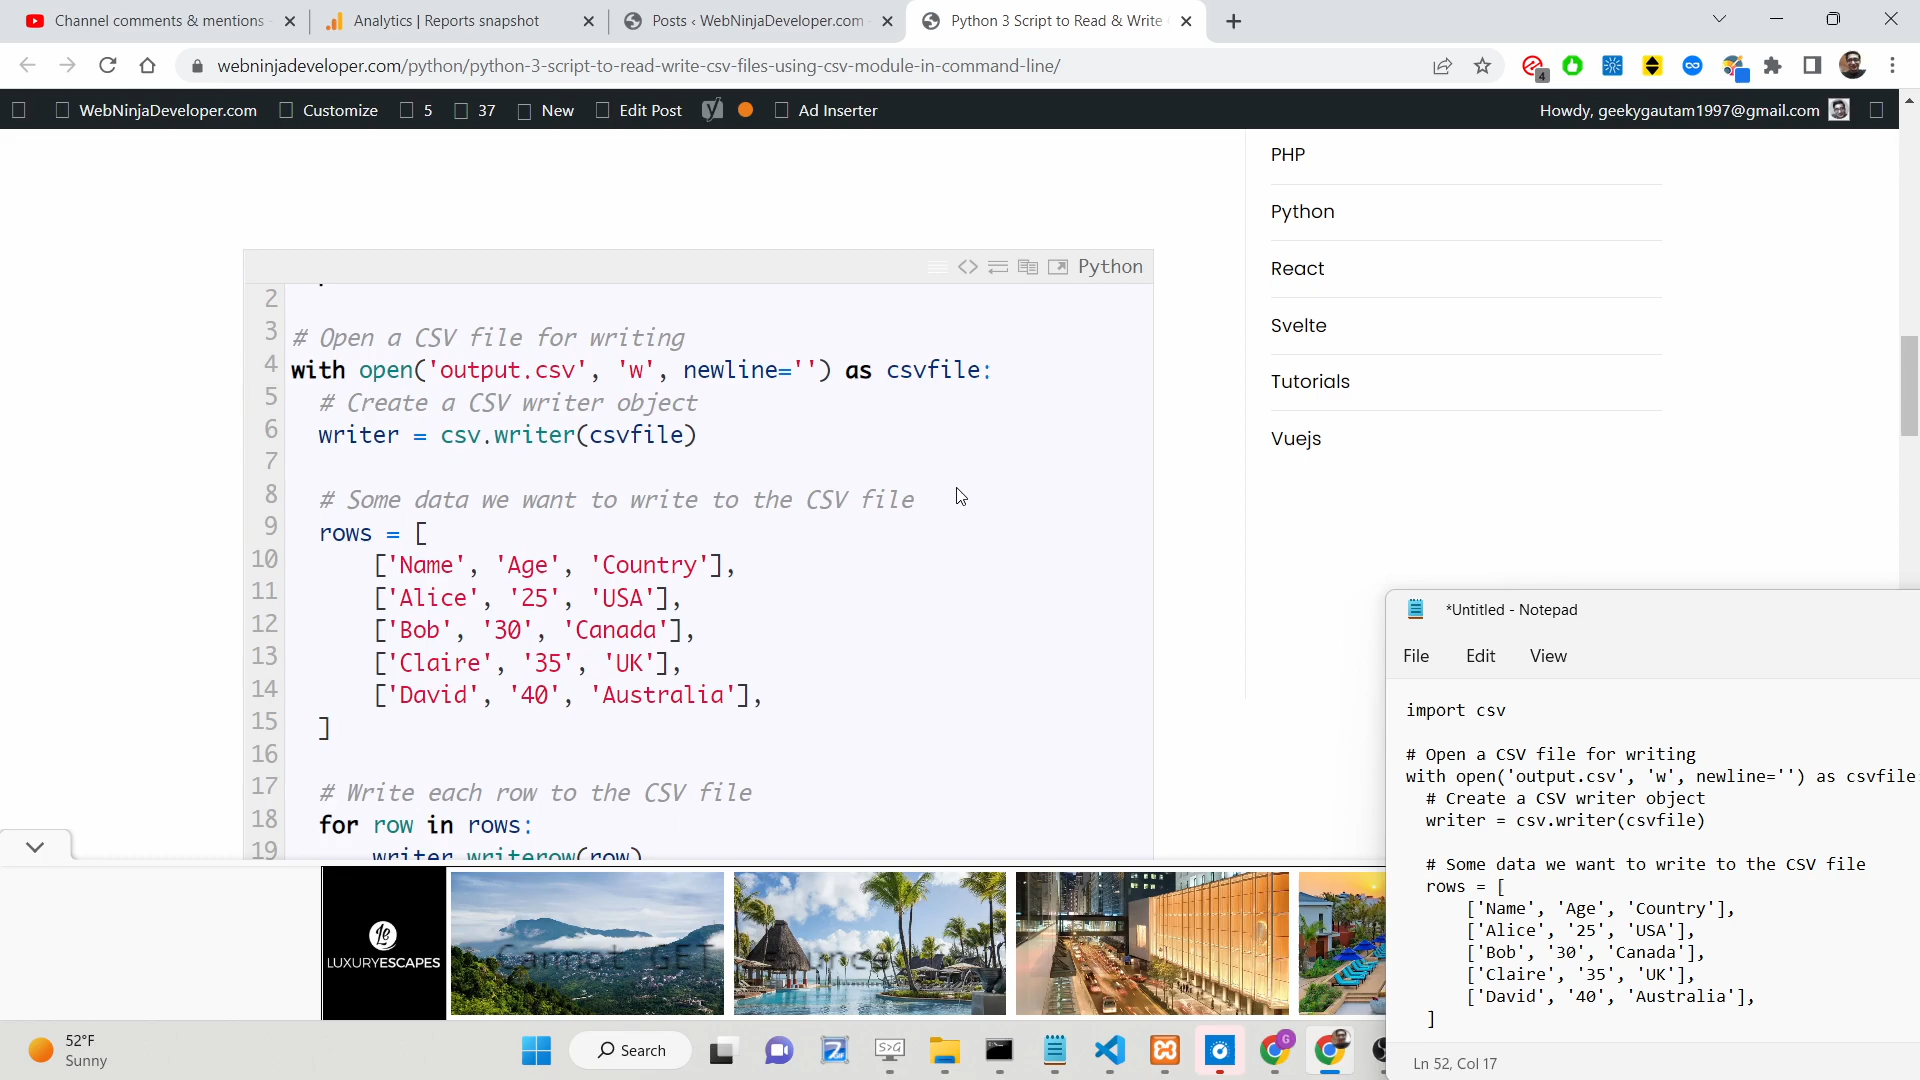 Channel comments & mentions
Analytics | Reports snapshot
Posts ‹ WebNinjaDeveloper.com
Python 3 Script to Read & Write
webninjadeveloper.com/python/python-3-script-to-read-write-csv-files-using-csv-module-in-command-line/
4
WebNinjaDeveloper.com
Customize
5
37
New
Edit Post
Ad Inserter
Howdy, geekygautam1997@gmail.com
PHP
Python
React
Svelte
Tutorials
Vuejs
Python
2
3 # Open a CSV file for writing
4 with open('output.csv', 'w', newline='') as csvfile:
5 # Create a CSV writer object
6 writer = csv.writer(csvfile)
7
8 # Some data we want to write to the CSV file
9 rows = [
10 ['Name', 'Age', 'Country'],
11 ['Alice', '25', 'USA'],
12 ['Bob', '30', 'Canada'],
13 ['Claire', '35', 'UK'],
14 ['David', '40', 'Australia'],
15 ]
16
17 # Write each row to the CSV file
18 for row in rows:
19 writer.writerow(row)
*Untitled - Notepad
File Edit View
import csv
# Open a CSV file for writing
with open('output.csv', 'w', newline='') as csvfile:
# Create a CSV writer object
writer = csv.writer(csvfile)
# Some data we want to write to the CSV file
rows = [
['Name', 'Age', 'Country'],
['Alice', '25', 'USA'],
['Bob', '30', 'Canada'],
['Claire', '35', 'UK'],
['David', '40', 'Australia'],
]
Ln 52, Col 17
le
LUXURYESCAPES
Cannot GET
52°F
Sunny
Search
S>G
G